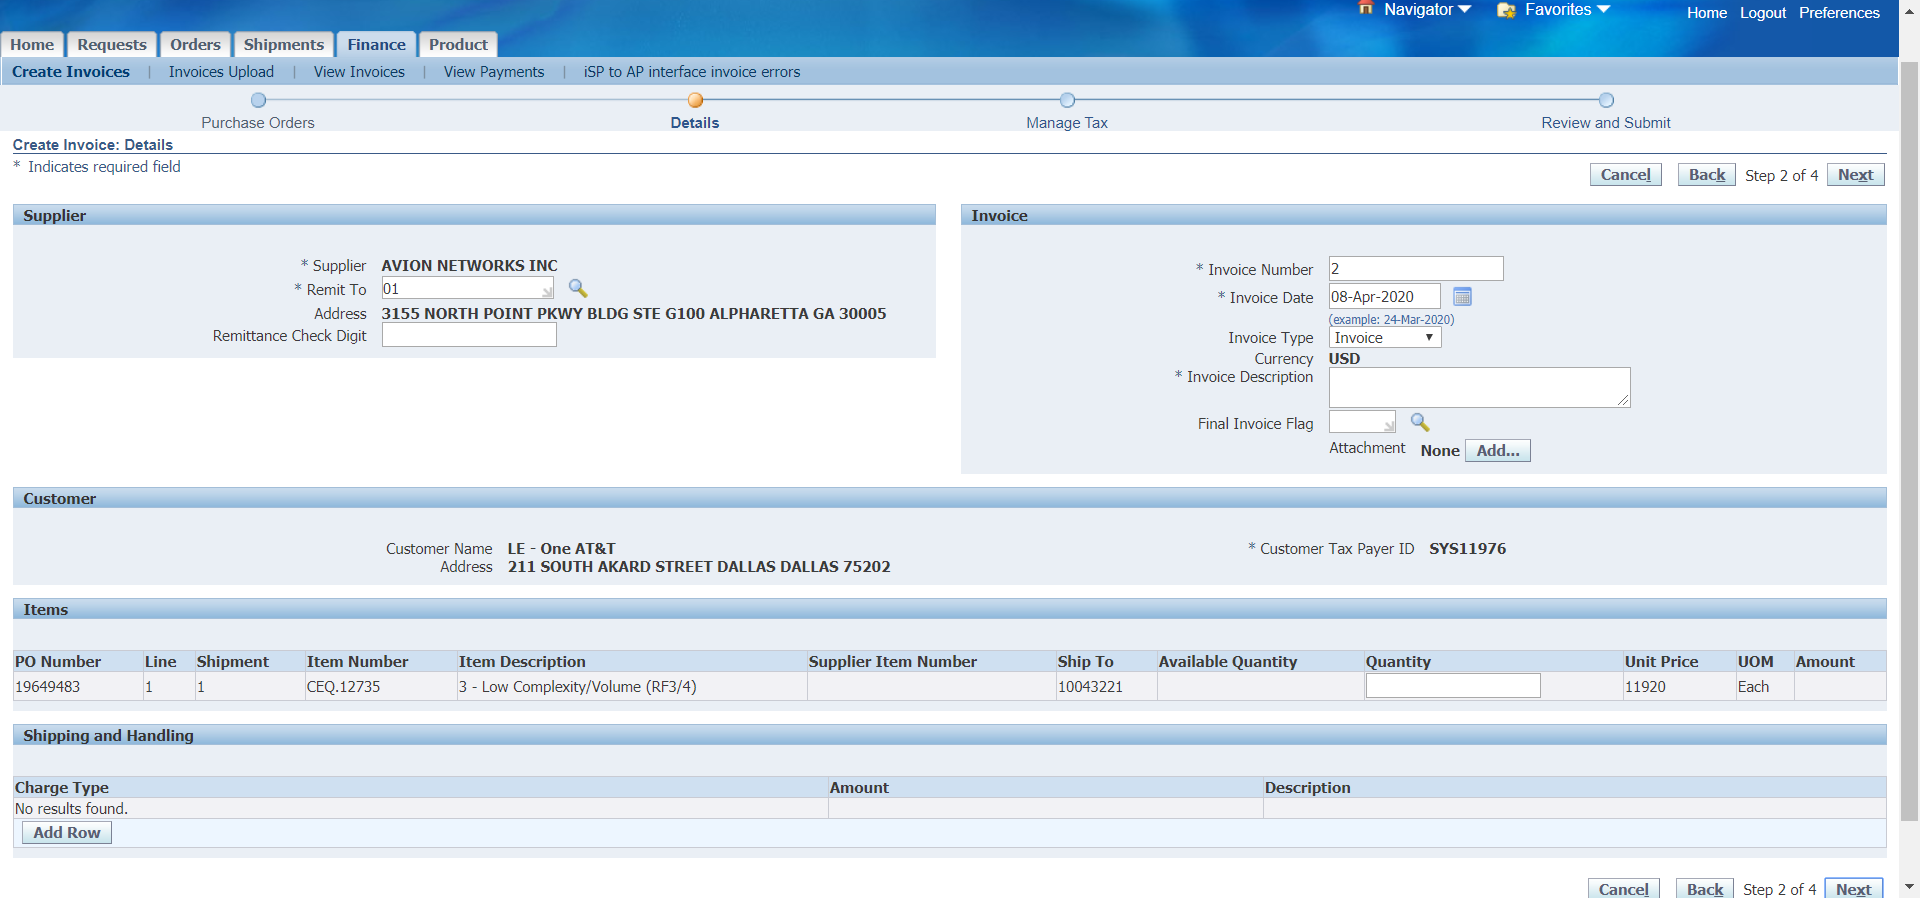 Navigator Favorites Home Logout Preferences
Home Requests Orders Shipments Finance Product
Create Invoices | Invoices Upload | View Invoices | View Payments | iSP to AP interface invoice errors
Purchase Orders Details Manage Tax Review and Submit
Create Invoice: Details
* Indicates required field
Cancel Back Step 2 of 4 Next
Supplier
* Supplier AVION NETWORKS INC
* Remit To 01
Address 3155 NORTH POINT PKWY BLDG STE G100 ALPHARETTA GA 30005
Remittance Check Digit
Invoice
* Invoice Number 2
* Invoice Date 08-Apr-2020
(example: 24-Mar-2020)
Invoice Type Invoice
Currency USD
* Invoice Description
Final Invoice Flag
Attachment None Add...
Customer
Customer Name LE - One AT&T * Customer Tax Payer ID SYS11976
Address 211 SOUTH AKARD STREET DALLAS DALLAS 75202
Items
PO Number Line Shipment Item Number Item Description Supplier Item Number Ship To Available Quantity Quantity Unit Price UOM Amount
19649483 1 1 CEQ.12735 3 - Low Complexity/Volume (RF3/4) 10043221 11920 Each
Shipping and Handling
Charge Type Amount Description
No results found.
Add Row
Cancel Back Step 2 of 4 Next